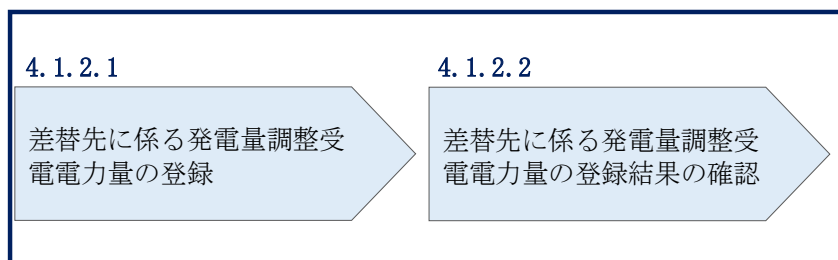 4.1.2.1
差替先に係る発電量調整受
電電力量の登録
4.1.2.2
差替先に係る発電量調整受
電電力量の登録結果の確認